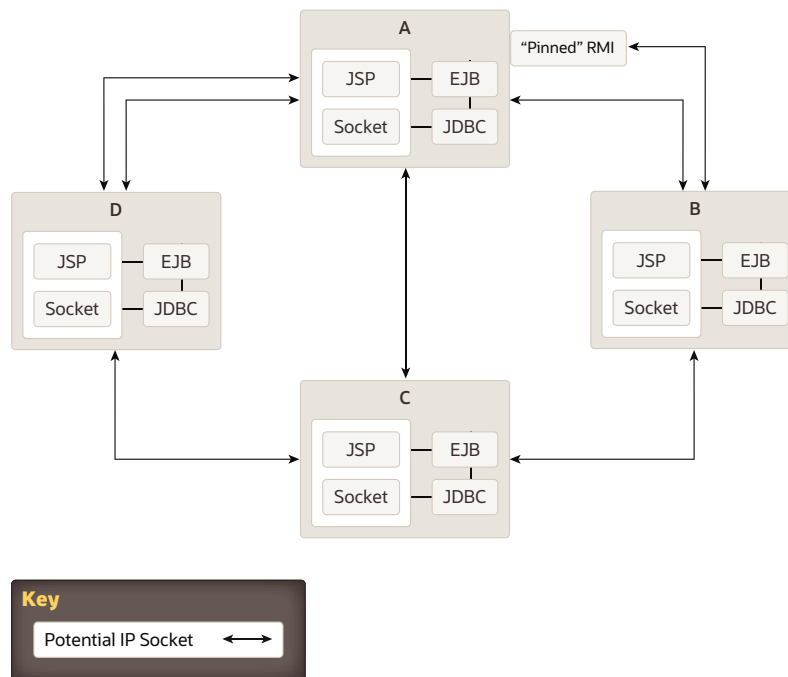 A
“Pinned” RMI
JSP
EJB
Socket
JDBC
D
JSP
EJB
Socket
JDBC
B
JSP
EJB
Socket
JDBC
C
JSP
EJB
Socket
JDBC
Key
Potential IP Socket